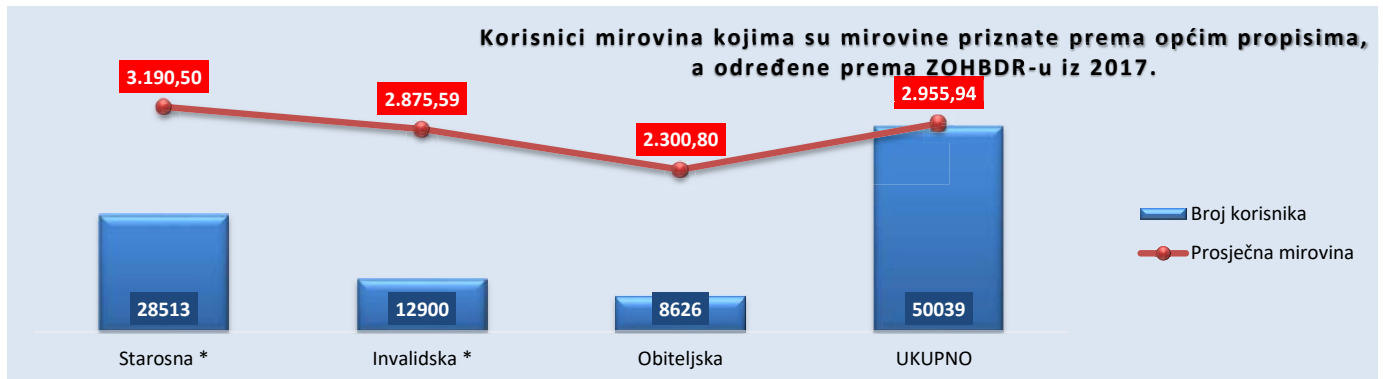 Korisnici mirovina kojima su mirovine priznate prema općim propisima,
a određene prema ZOHBDR-u iz 2017.
3.190,50
2.875,59
2.300,80
2.955,94
28513
12900
8626
50039
Starosna *
Invalidska *
Obiteljska
UKUPNO
Broj korisnika
Prosječna mirovina